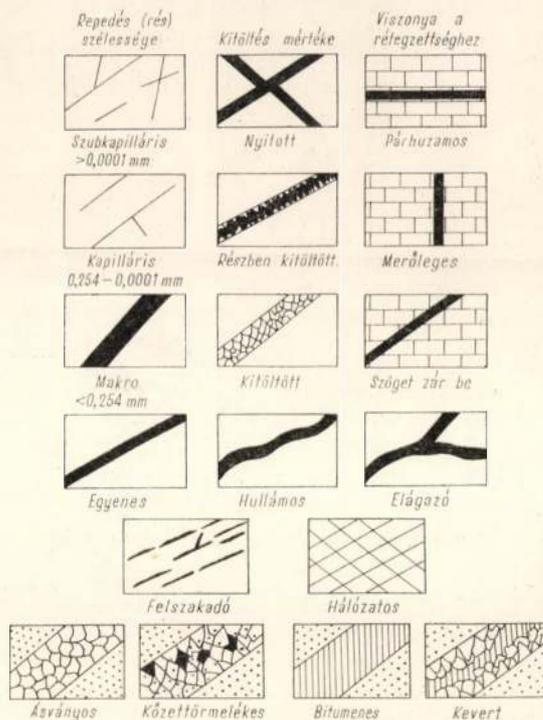 Repedés (rés)
szélessége
Kitöltés mértéke
Viszonya a
rétegzettséghez
Szubkapilláris
>0,0001 mm
Nyitott
Párhuzamos
Kapilláris
0,254-0,0001 mm
Részben kitöltött.
Merőleges
Makro
<0,254 mm
Kitöltött
Szöget zár be
Egyenes
Hullámos
Elágazó
Felszakadó
Hálózatos
Ásványos
Kőzettörmelékes
Bitumenes
Kevert